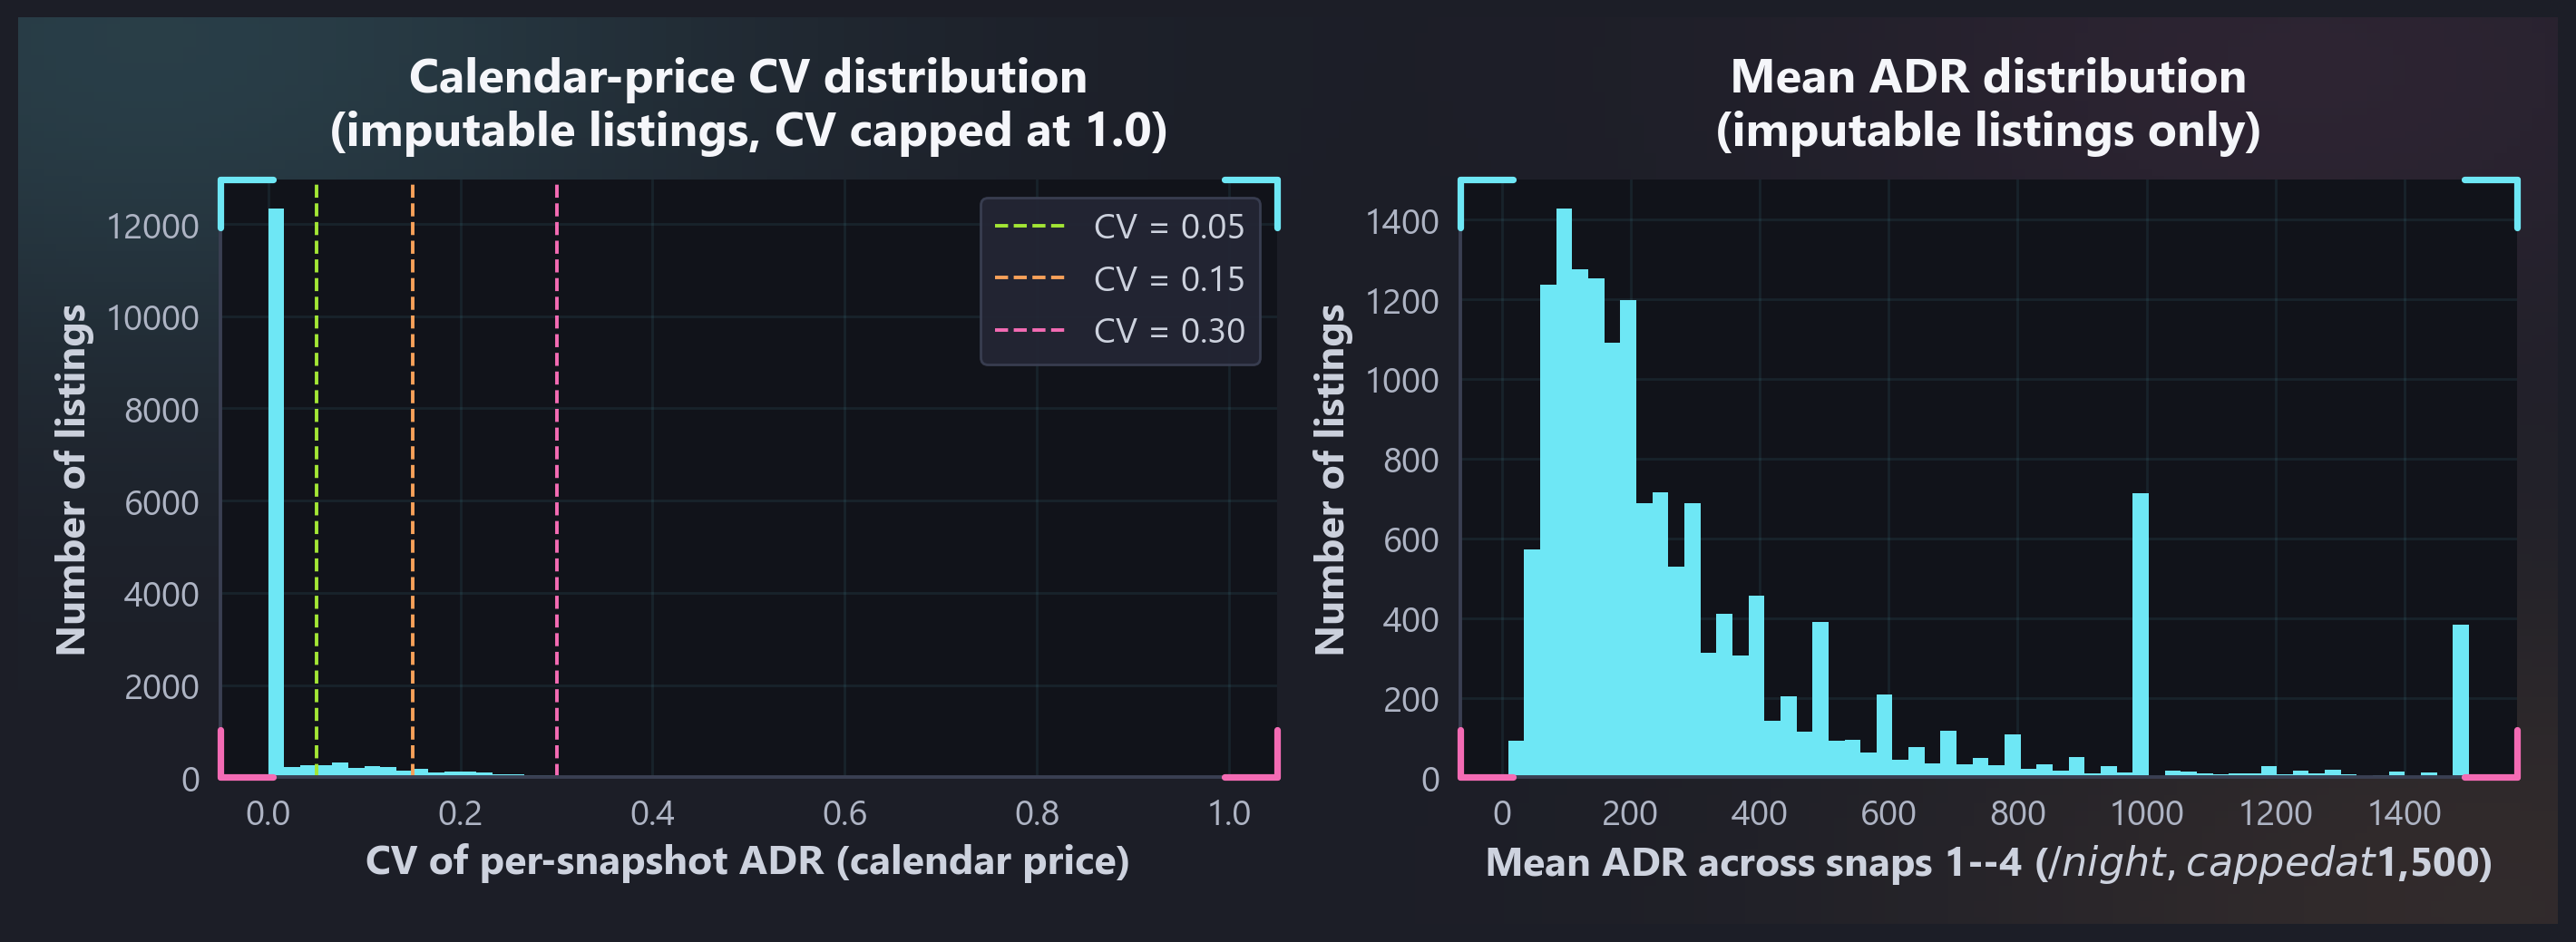 Calendar-price CV distribution
(imputable listings, CV capped at 1.0)
Number of listings
12000
10000
8000
6000
4000
2000
0
CV = 0.05
CV = 0.15
CV = 0.30
0.0 0.2 0.4 0.6 0.8 1.0
CV of per-snapshot ADR (calendar price)
Mean ADR distribution
(imputable listings only)
Number of listings
1400
1200
1000
800
600
400
200
0
0 200 400 600 800 1000 1200 1400
Mean ADR across snaps 1--4 (/night,cappedat1,500)